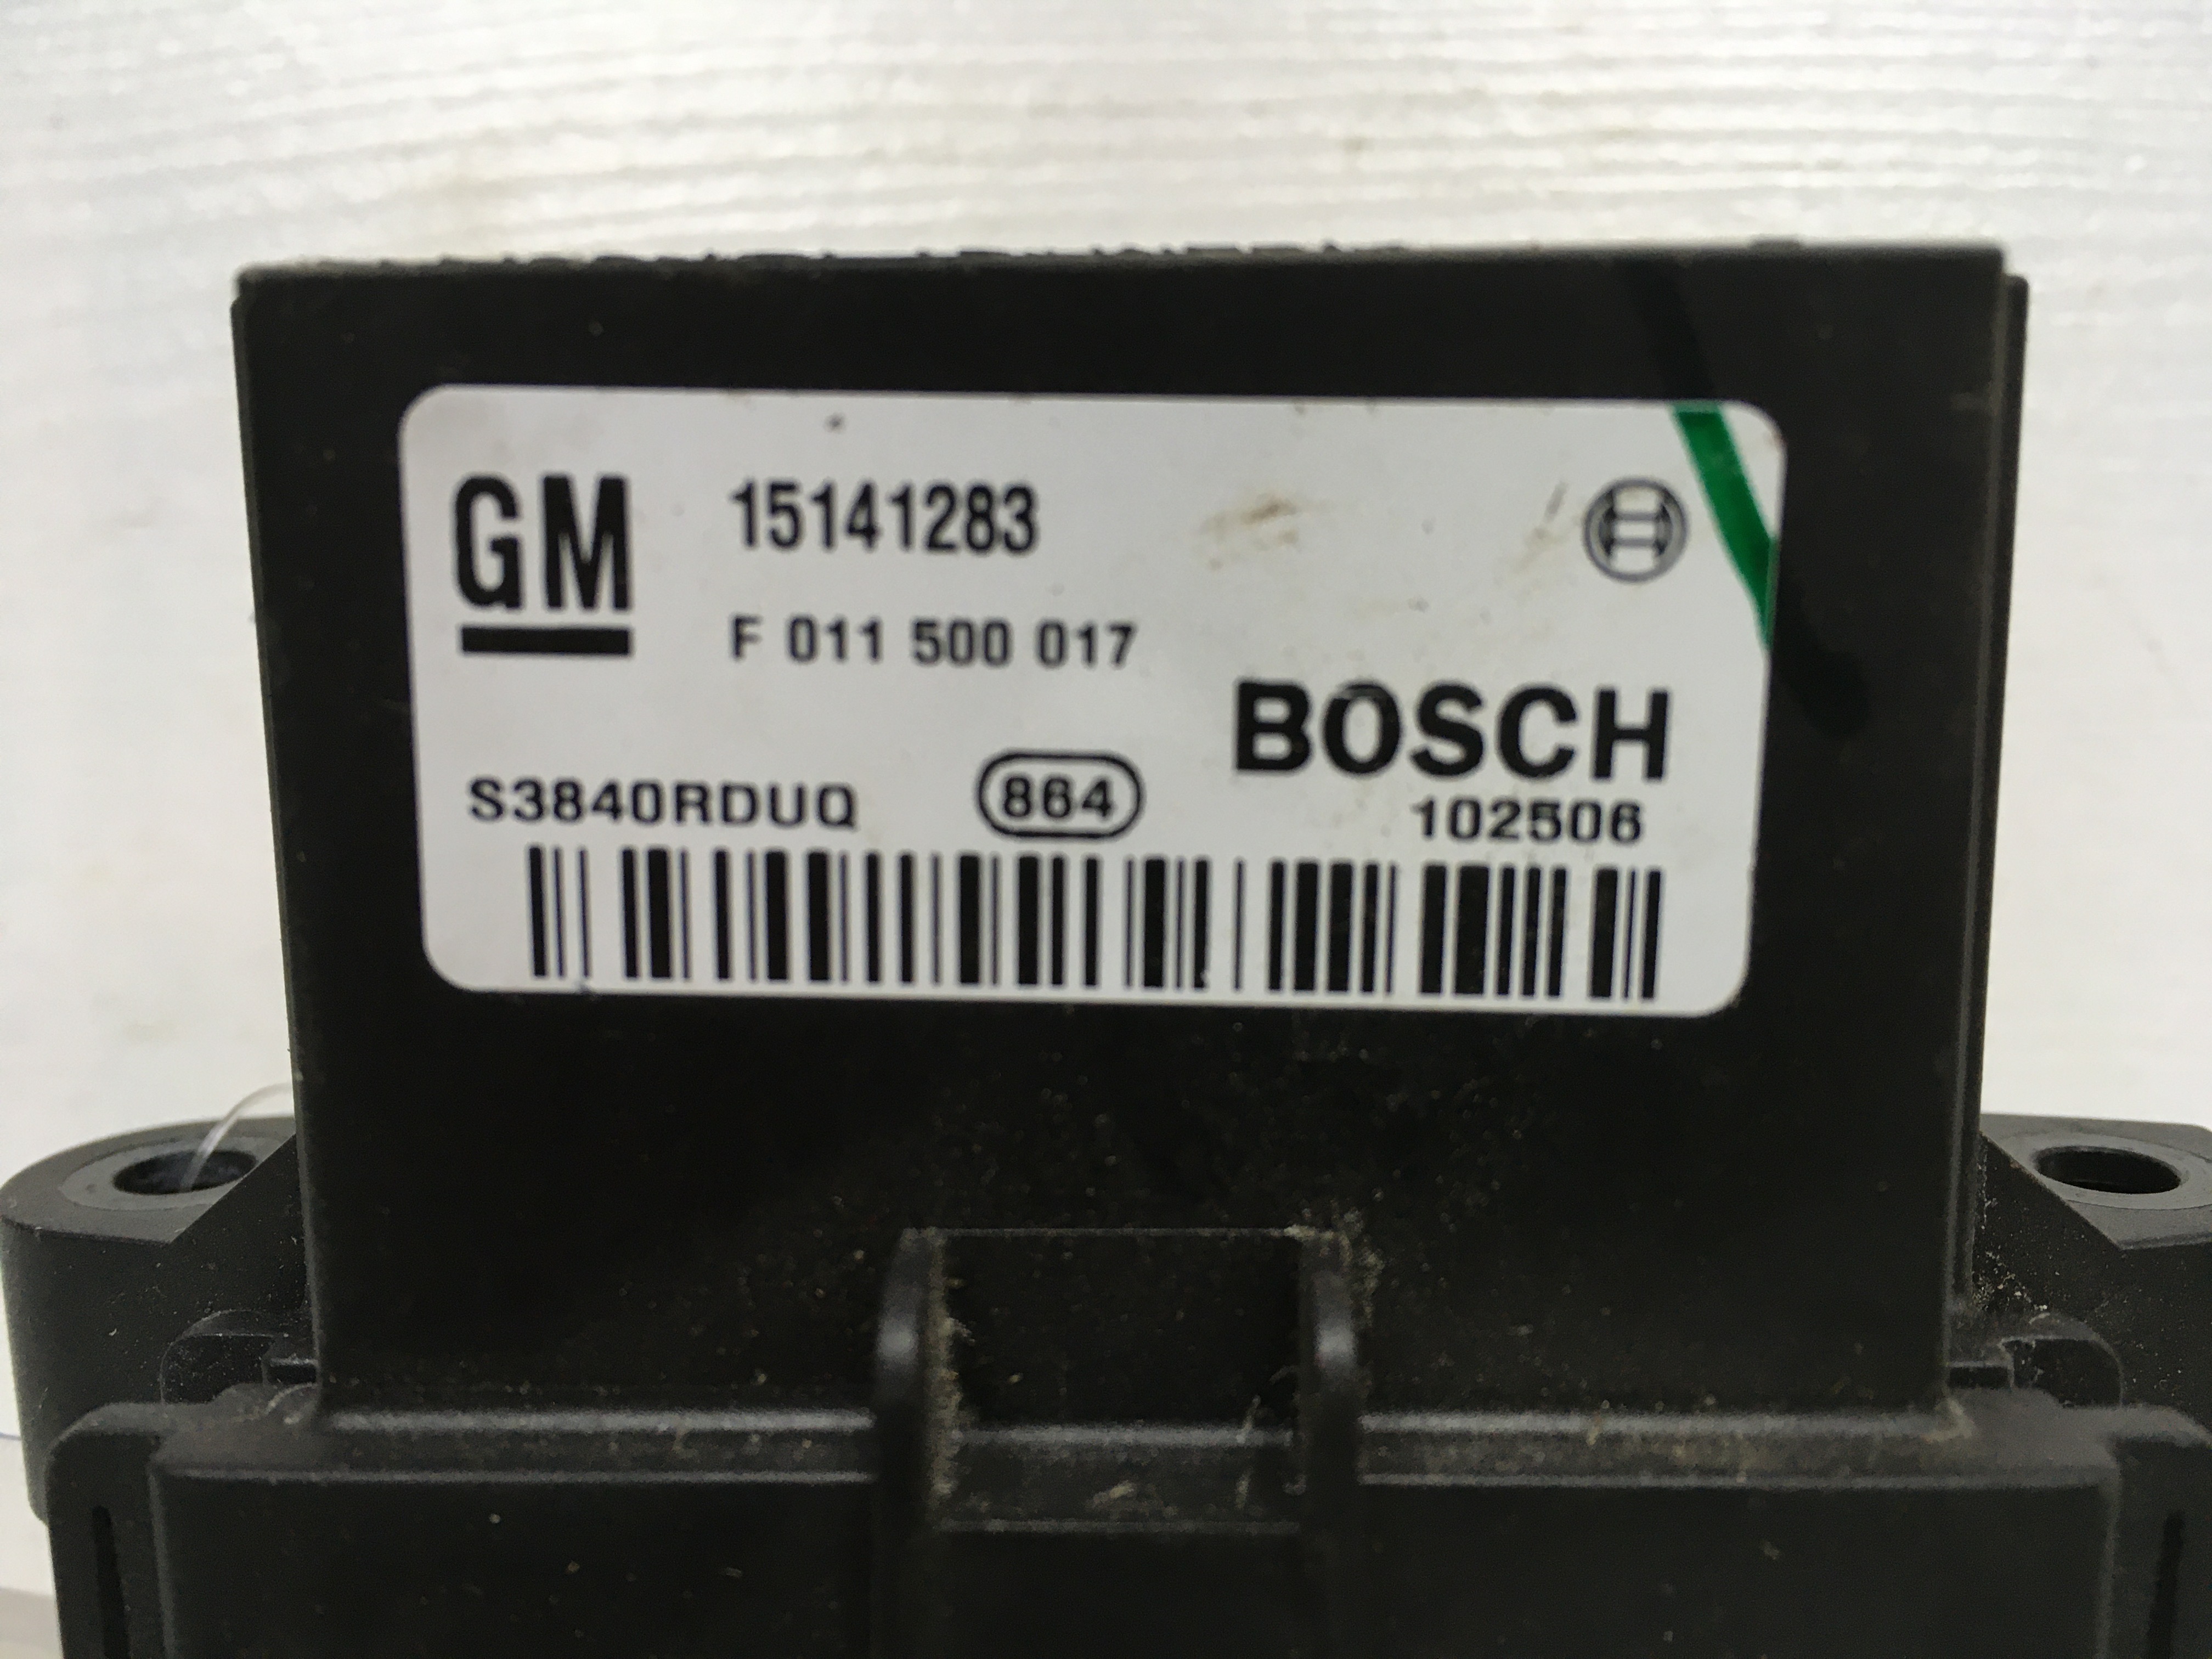 GM
15141283
F 011 500 017
BOSCH
S3840RDUQ
864
102506